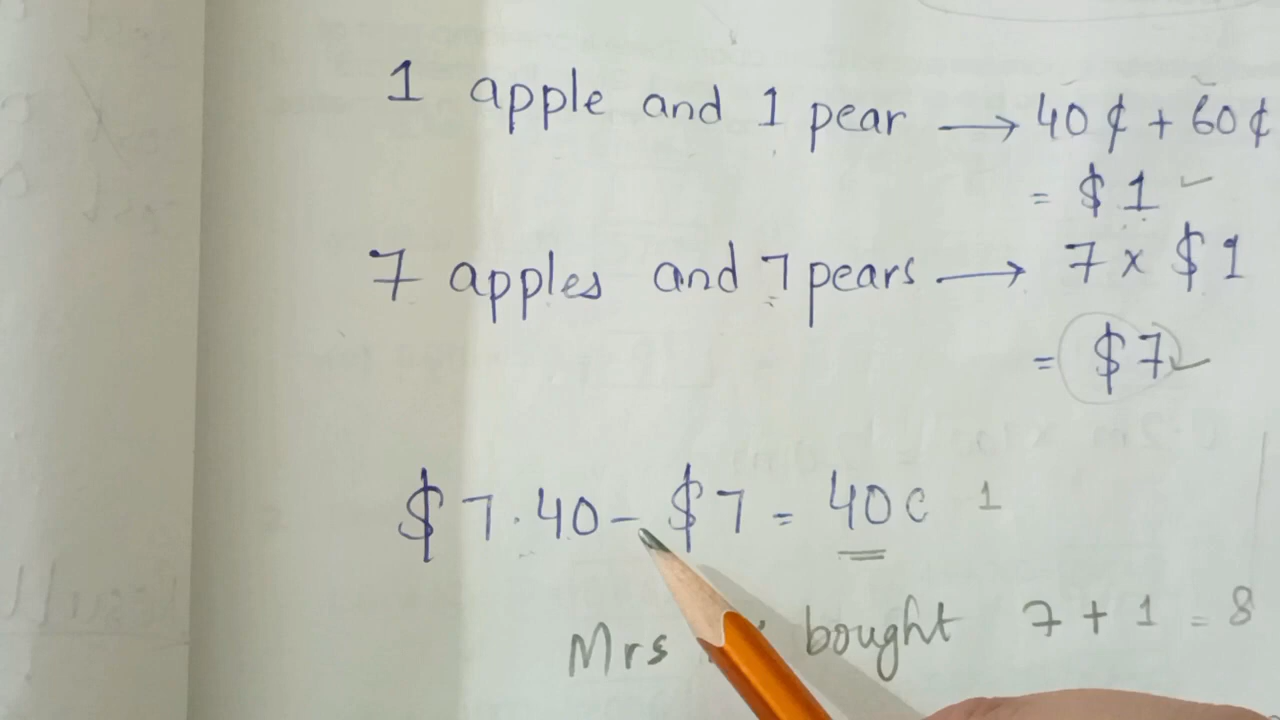 1 apple and 1 pear → 40¢ + 60¢
= $1
7 apples and 7 pears → 7 x $1
= $7
$7.40 - $7 = 40c 1
Mrs bought 7 + 1 = 8